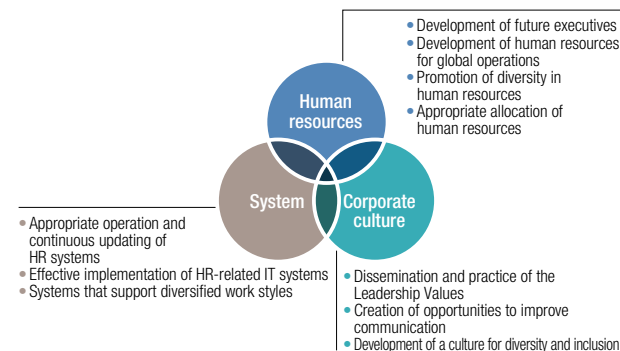 • Development of future executives
• Development of human resources
for global operations
• Promotion of diversity in
human resources
• Appropriate allocation of
human resources
Human
resources
System
Corporate
culture
• Appropriate operation and
continuous updating of
HR systems
• Effective implementation of HR-related IT systems
• Systems that support diversified work styles
• Dissemination and practice of the
Leadership Values
• Creation of opportunities to improve
communication
• Development of a culture for diversity and inclusion